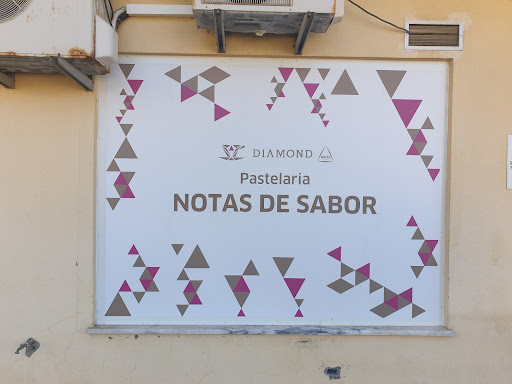 DIAMOND
Pastelaria
NOTAS DE SABOR